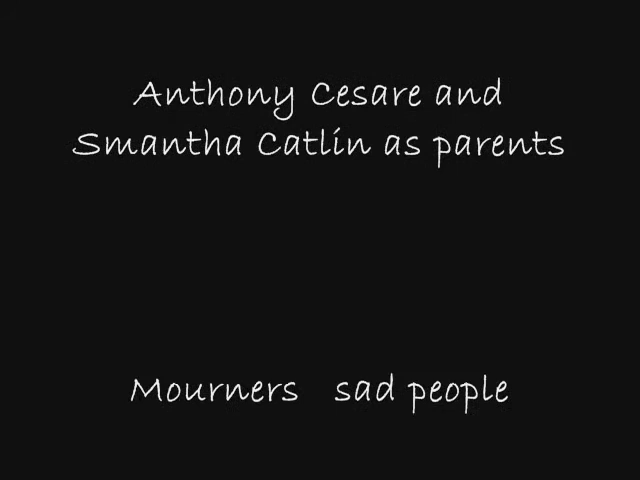 Anthony Cesare and
Smantha Catlin as parents
Mourners sad people